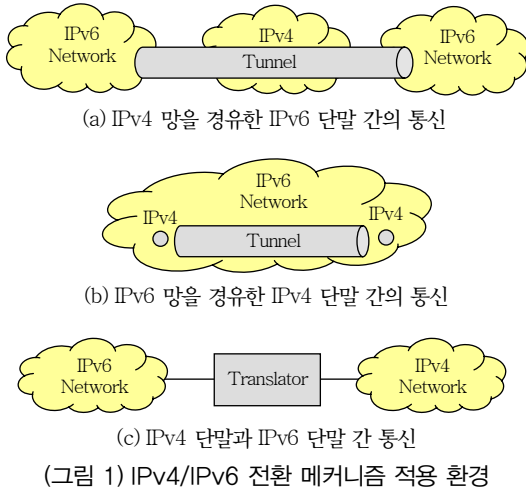 IPv6
Network
IPv4
IPv6
Network
Tunnel
(a) IPv4 망을 경유한 IPv6 단말 간의 통신
IPv6
Network
IPv4
IPv4
Tunnel
(b) IPv6 망을 경유한 IPv4 단말 간의 통신
IPv6
Network
Translator
IPv4
Network
(c) IPv4 단말과 IPv6 단말 간 통신
(그림 1) IPv4/IPv6 전환 메커니즘 적용 환경